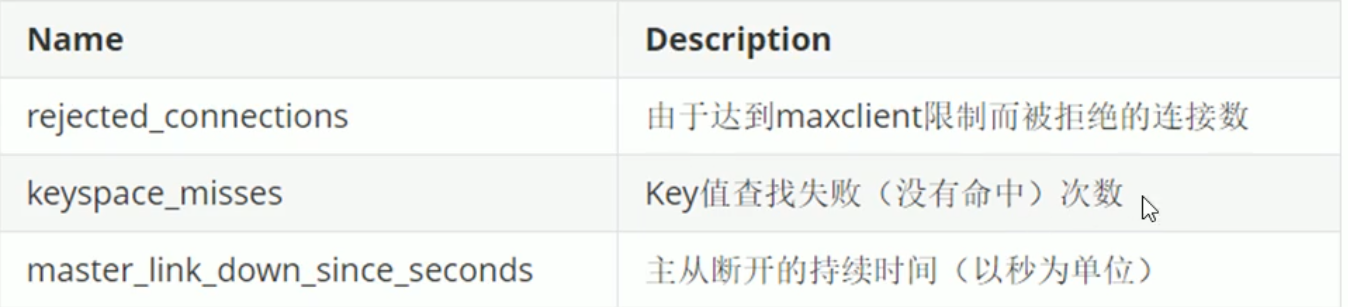 Name Description
rejected_connections 由于达到maxclient限制而被拒绝的连接数
keyspace_misses Key值查找失败（没有命中）次数
master_link_down_since_seconds 主从断开的持续时间（以秒为单位）